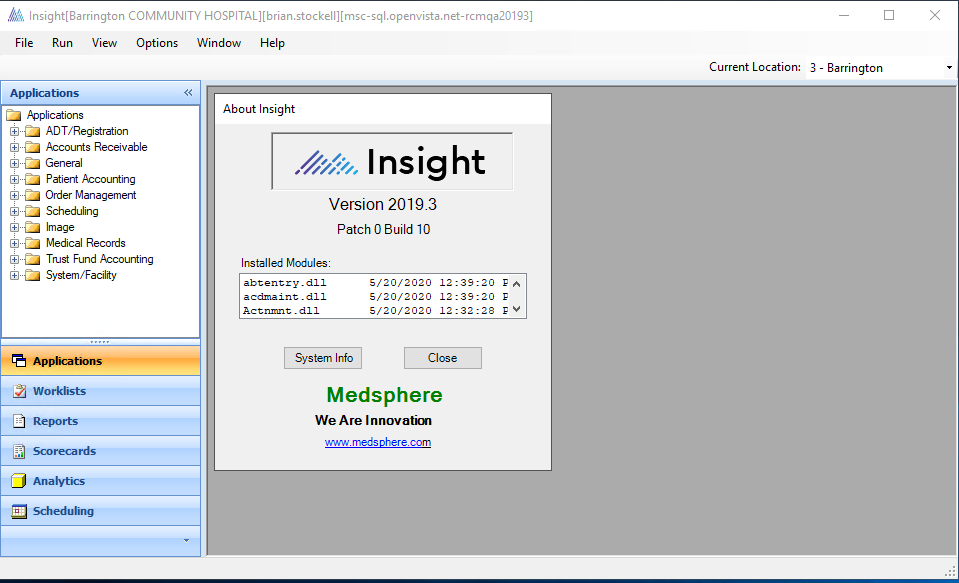 Insight[Barrington COMMUNITY HOSPITAL][brian.stockell][msc-sql.openvista.net-rcmqa20193]
File Run View Options Window Help
Current Location: 3 - Barrington
Applications
Applications
ADT/Registration
Accounts Receivable
General
Patient Accounting
Order Management
Scheduling
Image
Medical Records
Trust Fund Accounting
System/Facility
Applications
Worklists
Reports
Scorecards
Analytics
Scheduling
About Insight
Insight
Version 2019.3
Patch 0 Build 10
Installed Modules:
abtentry.dll 5/20/2020 12:39:20 P
acdmaint.dll 5/20/2020 12:39:20 P
Actnmnt.dll 5/20/2020 12:32:28 P
System Info Close
Medsphere
We Are Innovation
www.medsphere.com